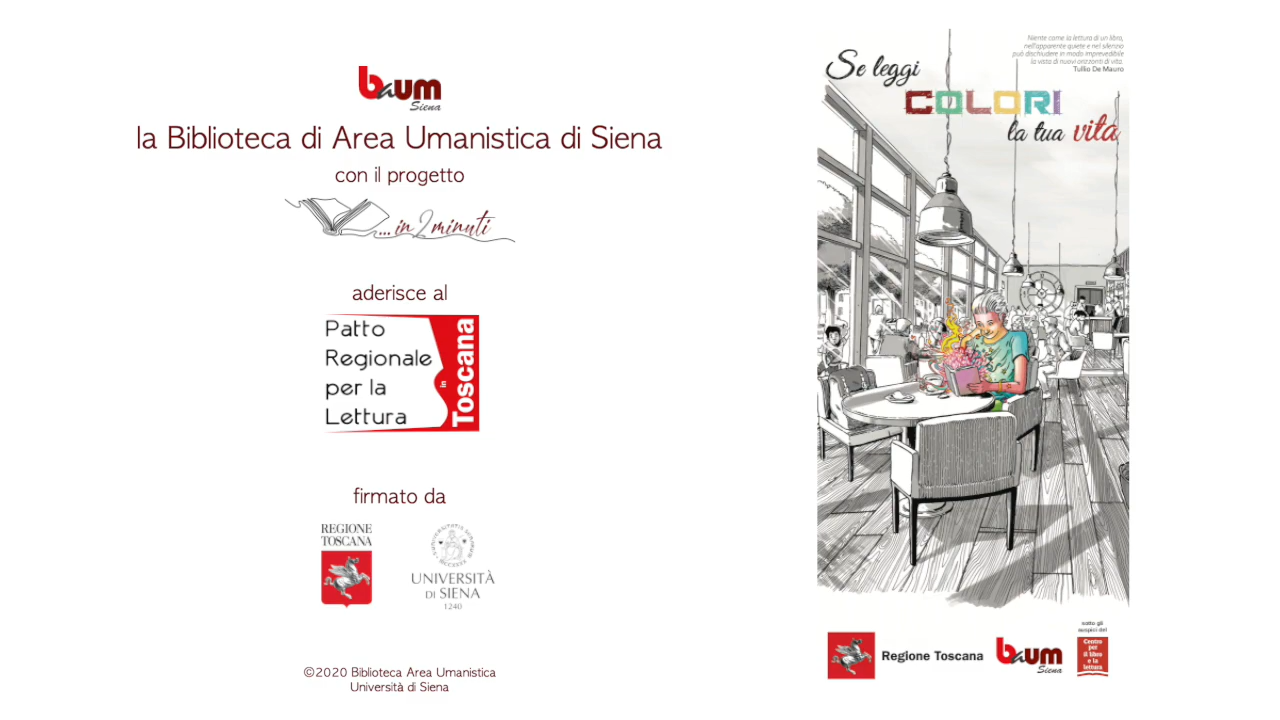 baum
Siena
la Biblioteca di Area Umanistica di Siena
con il progetto
...in 2 minuti
aderisce al
Patto
Regionale
per la
Lettura
in
Toscana
firmato da
REGIONE
TOSCANA
UNIVERSITÀ
DI SIENA
1240
©2020 Biblioteca Area Umanistica
Università di Siena
Niente come la lettura di un libro,
nell'apparente quiete e nel silenzio
può dischiudere in modo imprevedibile
la vista di nuovi orizzonti di vita.
Tullio De Mauro
Se leggi
COLORI
la tua vita
Regione Toscana
baum
Siena
sotto gli
auspici del
Centro
per
il libro
e la
lettura